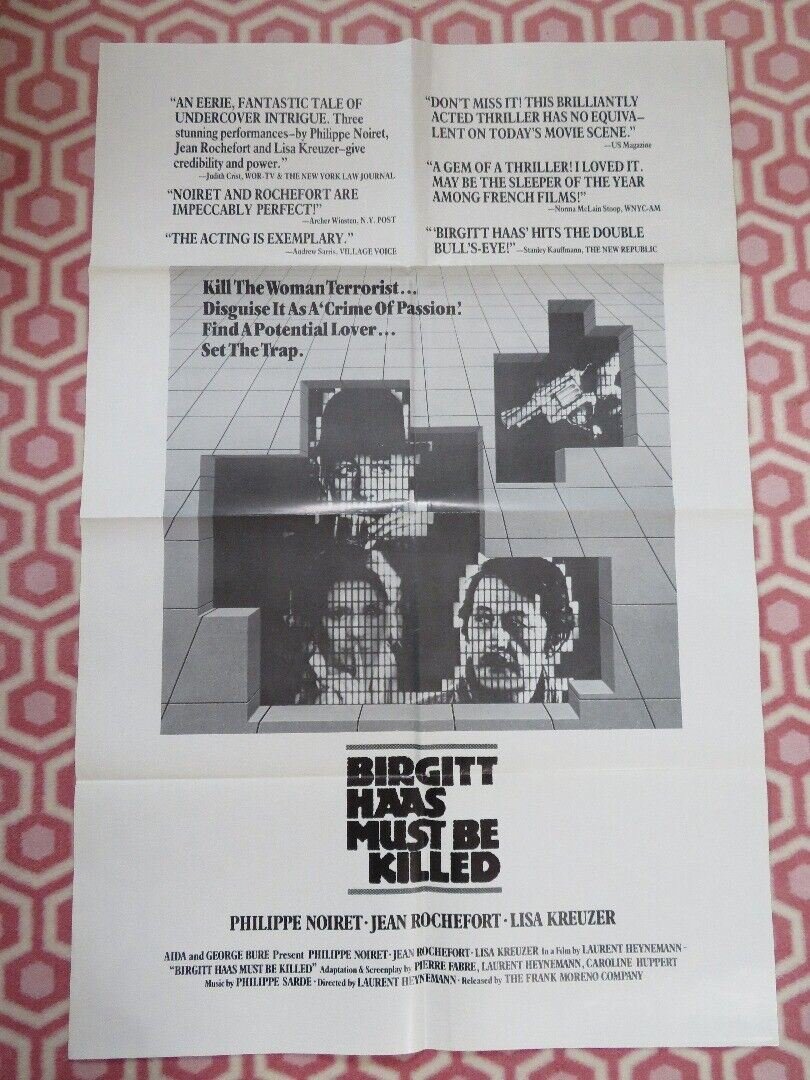 “AN EERIE, FANTASTIC TALE OF
UNDERCOVER INTRIGUE. Three
stunning performances–by Philippe Noiret,
Jean Rochefort and Lisa Kreuzer–give
credibility and power.”
—Judith Crist, WOR-TV & THE NEW YORK LAW JOURNAL
“NOIRET AND ROCHEFORT ARE
IMPECCABLY PERFECT!”
—Archer Winsten, N.Y. POST
“THE ACTING IS EXEMPLARY.”
—Andrew Sarris, VILLAGE VOICE
“DON’T MISS IT! THIS BRILLIANTLY
ACTED THRILLER HAS NO EQUIVA-
LENT ON TODAY’S MOVIE SCENE.”
—US Magazine
“A GEM OF A THRILLER! I LOVED IT.
MAY BE THE SLEEPER OF THE YEAR
AMONG FRENCH FILMS!”
—Norma McLain Stoop, WNYC-AM
“‘BIRGITT HAAS’ HITS THE DOUBLE
BULL’S-EYE!”—Stanley Kauffmann, THE NEW REPUBLIC
Kill The Woman Terrorist...
Disguise It As A ‘Crime Of Passion’.
Find A Potential Lover...
Set The Trap.
BIRGITT
HAAS
MUST BE
KILLED
PHILIPPE NOIRET · JEAN ROCHEFORT · LISA KREUZER
AIDA and GEORGE BURE Present PHILIPPE NOIRET · JEAN ROCHEFORT · LISA KREUZER In a Film by LAURENT HEYNEMANN–
“BIRGITT HAAS MUST BE KILLED” Adaptation & Screenplay by PIERRE FABRE, LAURENT HEYNEMANN, CAROLINE HUPPERT
Music by PHILIPPE SARDE · Directed by LAURENT HEYNEMANN · Released by THE FRANK MORENO COMPANY